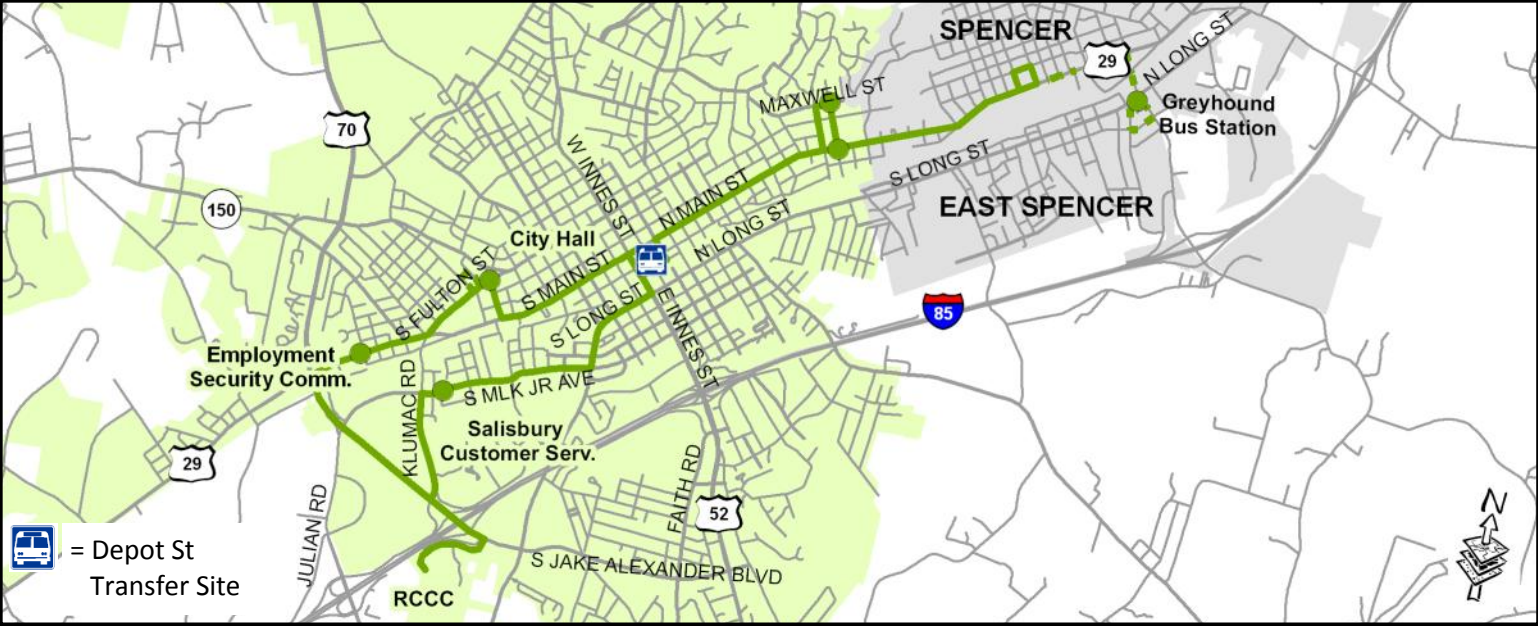 SPENCER
29
N LONG ST
MAXWELL ST
Greyhound
Bus Station
70
W INNES ST
S LONG ST
150
N MAIN ST
EAST SPENCER
City Hall
N LONG ST
S FULTON ST
S MAIN ST
85
S LONG ST
E INNES ST
Employment
Security Comm.
KLUMAC RD
S MLK JR AVE
Salisbury
Customer Serv.
29
FAITH RD
52
JULIAN RD
N
= Depot St
Transfer Site
S JAKE ALEXANDER BLVD
RCCC